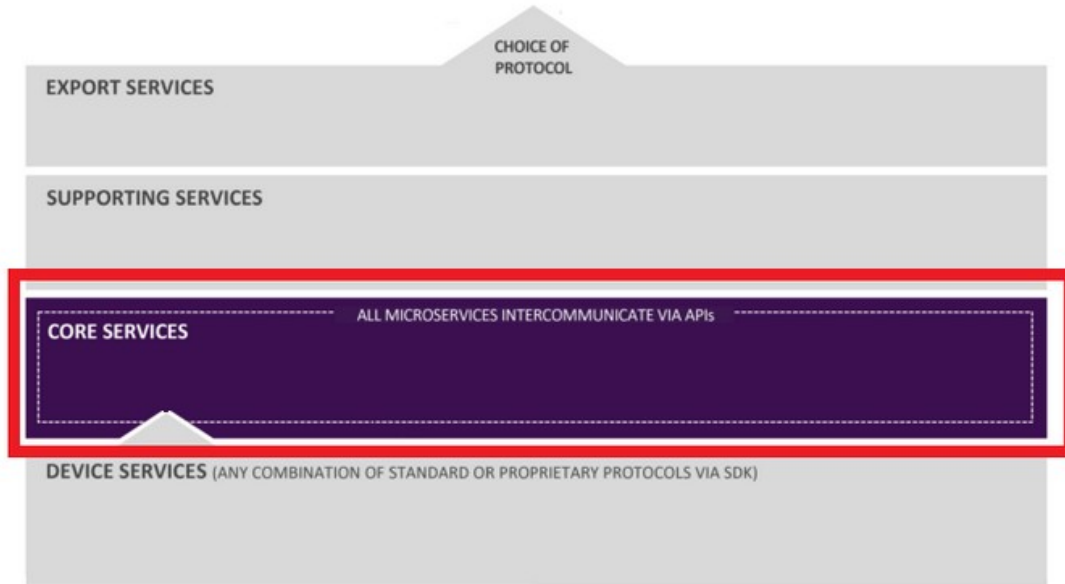 CHOICE OF
PROTOCOL
EXPORT SERVICES
SUPPORTING SERVICES
ALL MICROSERVICES INTERCOMMUNICATE VIA APIs
CORE SERVICES
DEVICE SERVICES (ANY COMBINATION OF STANDARD OR PROPRIETARY PROTOCOLS VIA SDK)